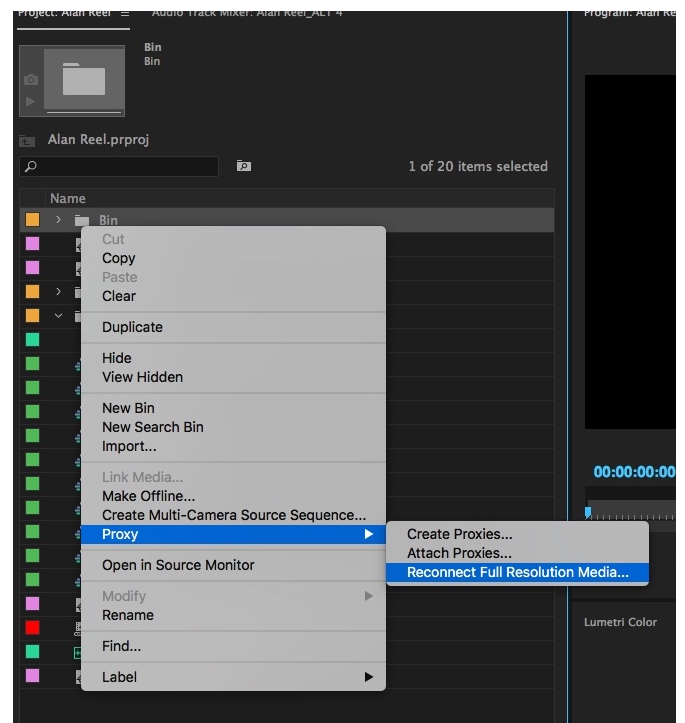 Project: Alan Reel
Audio Track Mixer: Alan Reel_ALT 4
Program: Alan Re
Bin
Bin
Alan Reel.prproj
1 of 20 items selected
Name
Bin
Cut
Copy
Paste
Clear
Duplicate
Hide
View Hidden
New Bin
New Search Bin
Import...
Link Media...
Make Offline...
Create Multi-Camera Source Sequence...
Proxy
Create Proxies...
Attach Proxies...
Reconnect Full Resolution Media...
Open in Source Monitor
Modify
Rename
Find...
Label
00:00:00:00
Lumetri Color